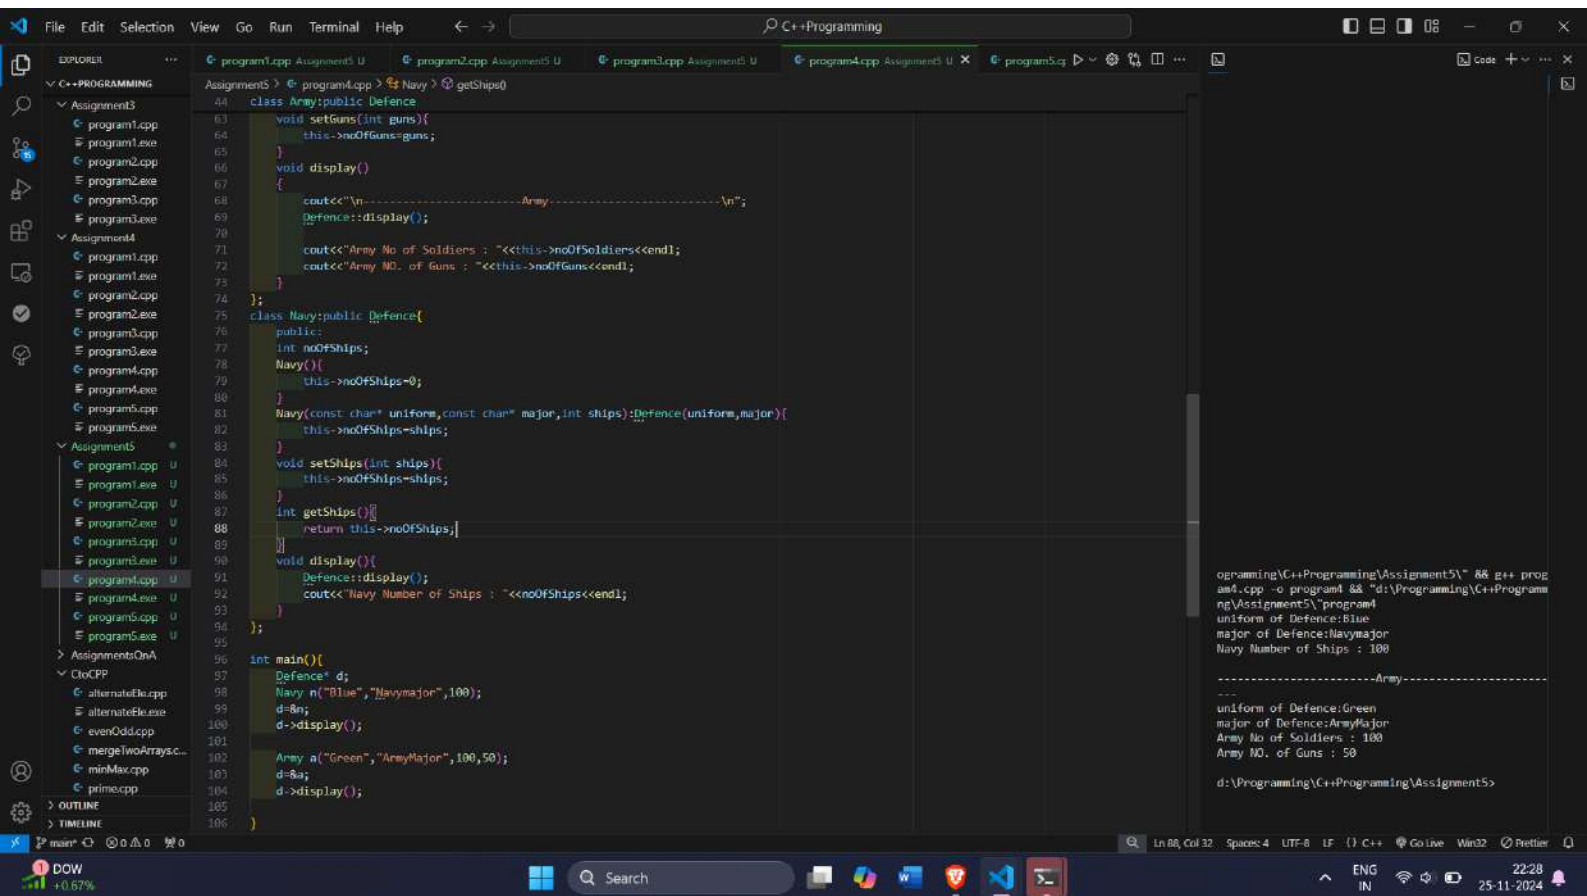 File Edit Selection View Go Run Terminal Help
C++Programming
EXPLORER
C++PROGRAMMING
Assignment3
program1.cpp
program1.exe
program2.cpp
program2.exe
program3.cpp
program3.exe
Assignment4
program1.cpp
program1.exe
program2.cpp
program2.exe
program3.cpp
program3.exe
program4.cpp
program4.exe
program5.cpp
program5.exe
Assignment5
program1.cpp U
program1.exe U
program2.cpp U
program2.exe U
program3.cpp U
program3.exe U
program4.cpp U
program4.exe U
program5.cpp U
program5.exe U
AssignmentsQnA
CtoCPP
alternateEle.cpp
alternateEle.exe
evenOdd.cpp
mergeTwoArrays.c...
minMax.cpp
prime.cpp
OUTLINE
TIMELINE
program1.cpp Assignment5 U
program2.cpp Assignment5 U
program3.cpp Assignment5 U
program4.cpp Assignment5 U
program5.cp
Assignment5 > program4.cpp > Navy > getShips()
44 class Army:public Defence
63 void setGuns(int guns){
64 this->noOfGuns=guns;
65 }
66 void display()
67 {
68 cout<<"\n------------------------Army--------------------------\n";
69 Defence::display();
70
71 cout<<"Army No of Soldiers : "<<this->noOfSoldiers<<endl;
72 cout<<"Army NO. of Guns : "<<this->noOfGuns<<endl;
73 }
74 };
75 class Navy:public Defence{
76 public:
77 int noOfShips;
78 Navy(){
79 this->noOfShips=0;
80 }
81 Navy(const char* uniform,const char* major,int ships):Defence(uniform,major){
82 this->noOfShips=ships;
83 }
84 void setShips(int ships){
85 this->noOfShips=ships;
86 }
87 int getShips(){
88 return this->noOfShips;
89 }
90 void display(){
91 Defence::display();
92 cout<<"Navy Number of Ships : "<<noOfShips<<endl;
93 }
94 };
95
96 int main(){
97 Defence* d;
98 Navy n("Blue","Navymajor",100);
99 d=&n;
100 d->display();
101
102 Army a("Green","ArmyMajor",100,50);
103 d=&a;
104 d->display();
105
106 }
Code
ogramming\C++Programming\Assignment5\" && g++ prog
am4.cpp -o program4 && "d:\Programming\C++Programm
ng\Assignment5\"program4
uniform of Defence:Blue
major of Defence:Navymajor
Navy Number of Ships : 100
------------------------Army----------------------
---
uniform of Defence:Green
major of Defence:ArmyMajor
Army No of Soldiers : 100
Army NO. of Guns : 50
d:\Programming\C++Programming\Assignment5>
main* 0 0 0
Ln 88, Col 32 Spaces: 4 UTF-8 LF {} C++ Go Live Win32 Prettier
1 DOW
+0.67%
Search
ENG
IN
22:28
25-11-2024